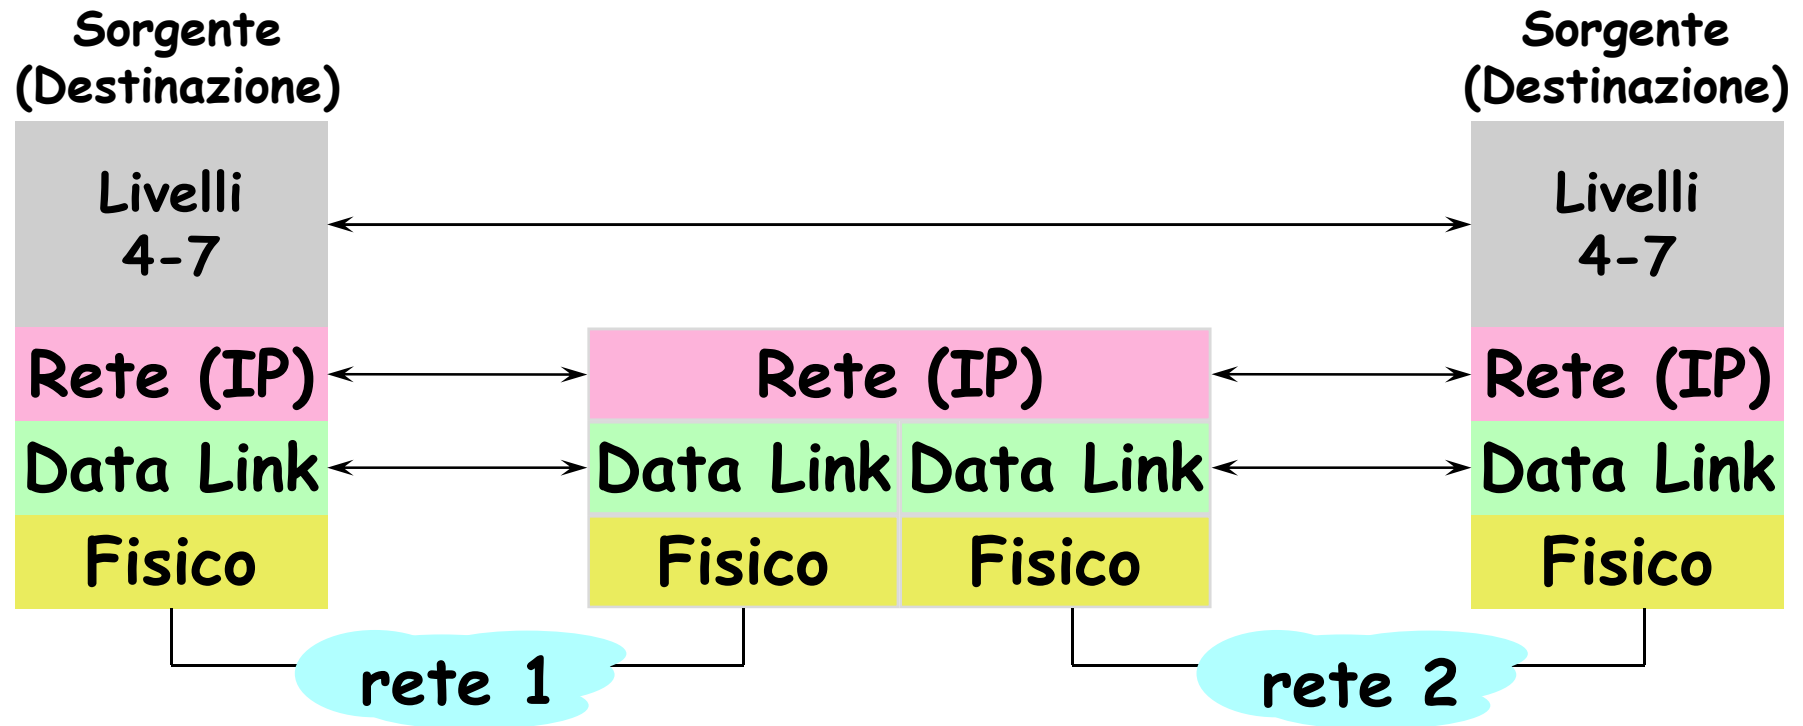 Sorgente
(Destinazione)
Sorgente
(Destinazione)
Livelli
4-7
Livelli
4-7
Rete (IP)
Rete (IP)
Rete (IP)
Data Link
Data Link
Data Link
Data Link
Fisico
Fisico
Fisico
Fisico
rete 1
rete 2